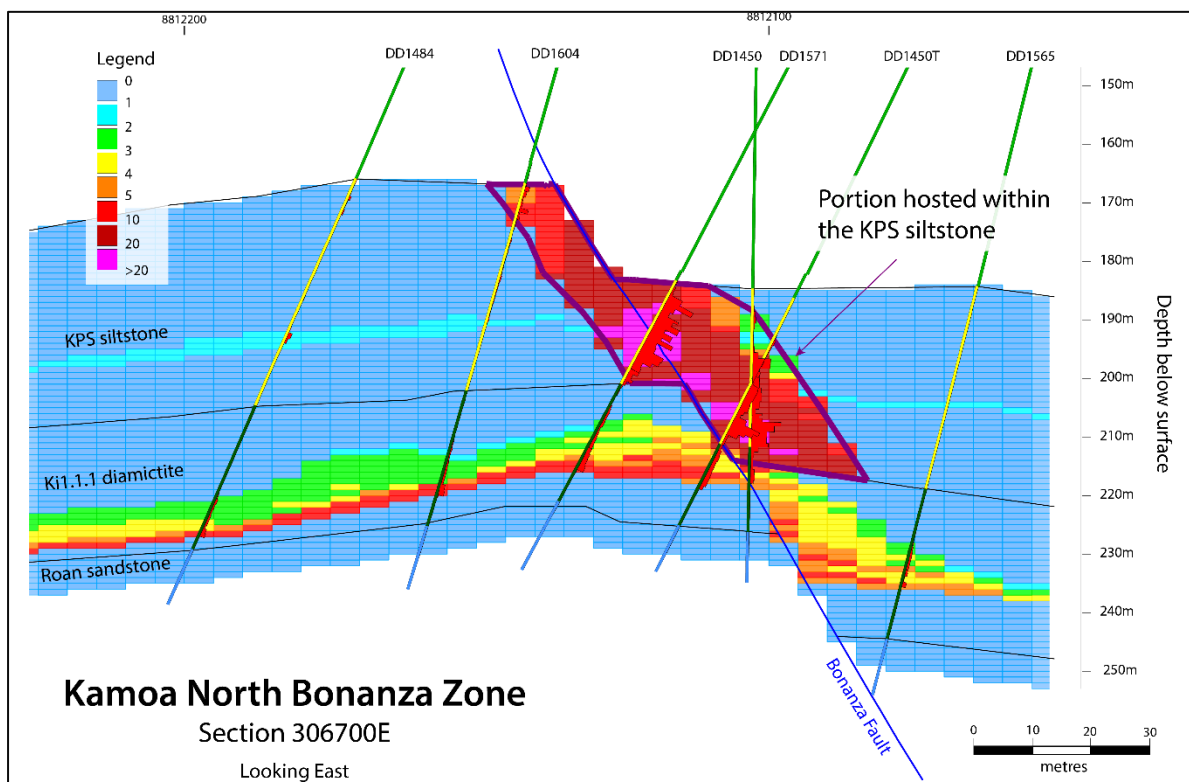 8812200
8812100
DD1484
DD1604
DD1450
DD1571
DD1450T
DD1565
Legend
0
1
2
3
4
5
10
20
>20
150m
160m
170m
180m
190m
200m
210m
220m
230m
240m
250m
Depth below surface
Portion hosted within
the KPS siltstone
KPS siltstone
Ki1.1.1 diamictite
Roan sandstone
Bonanza Fault
Kamoa North Bonanza Zone
Section 306700E
Looking East
0 10 20 30
metres